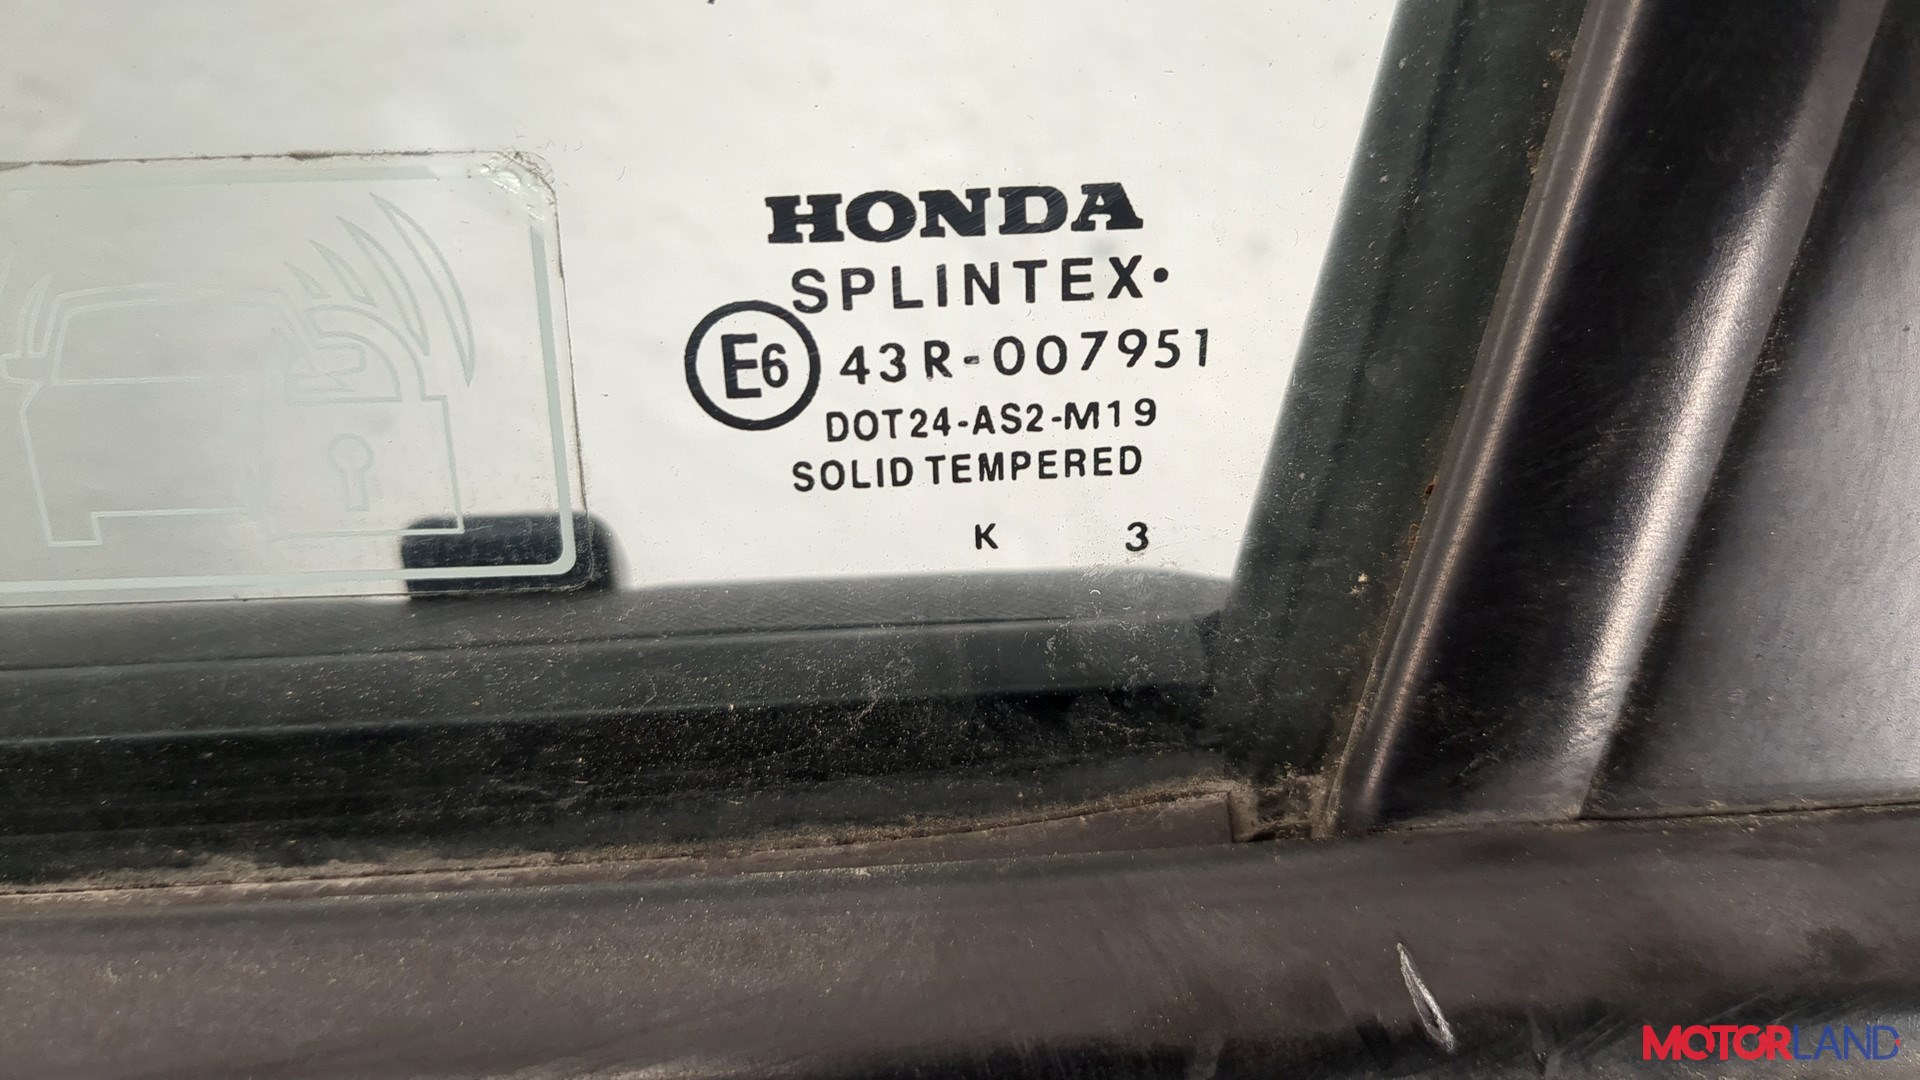 HONDA
SPLINTEX•
E6 43R-007951
DOT24-AS2-M19
SOLID TEMPERED
K 3
MOTORLAND